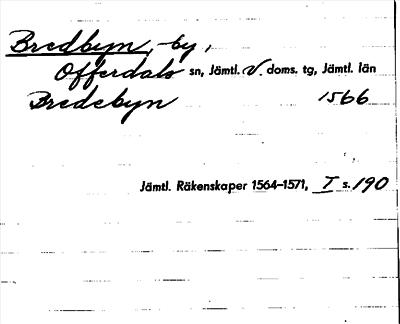 Bredbyn, by,
Offerdals sn, Jämtl. V. doms. tg, Jämtl. län
Bredebyn 1566
Jämtl. Räkenskaper 1564–1571, I s. 190